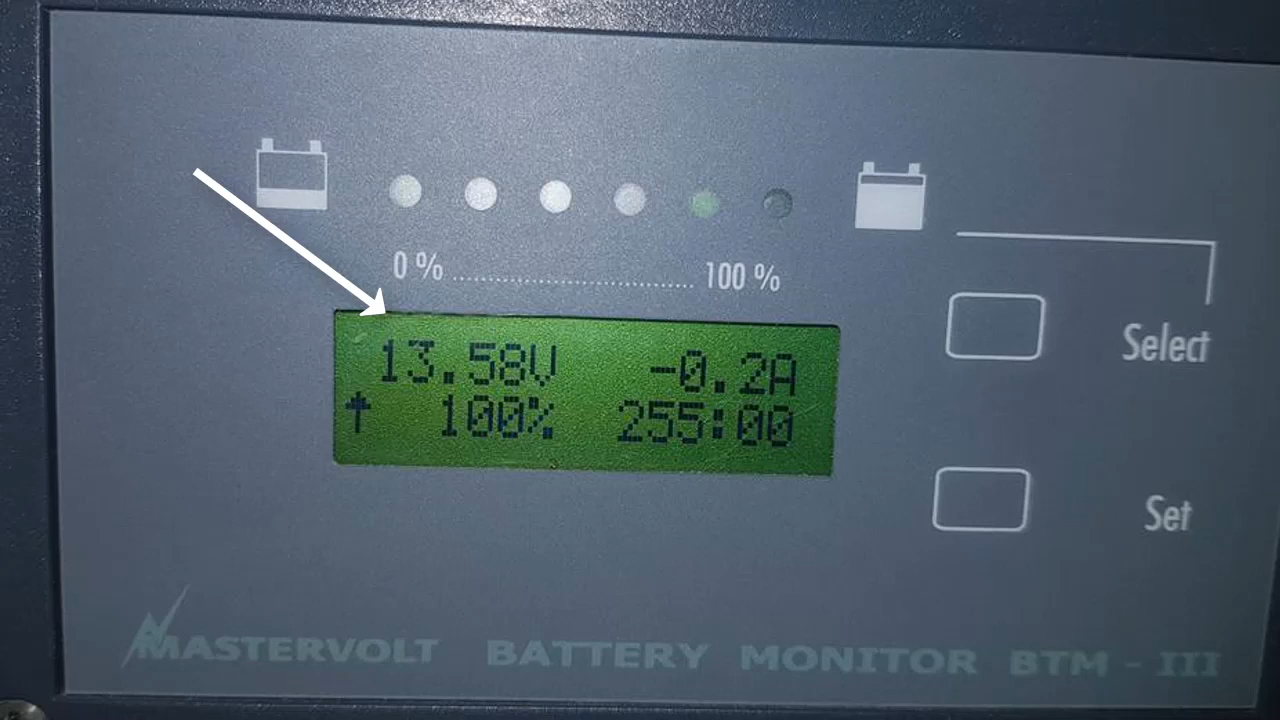 0 % ........................ 100 %
13.58V -0.2A
↑ 100% 255:00
Select
Set
MASTERVOLT BATTERY MONITOR BTM - III